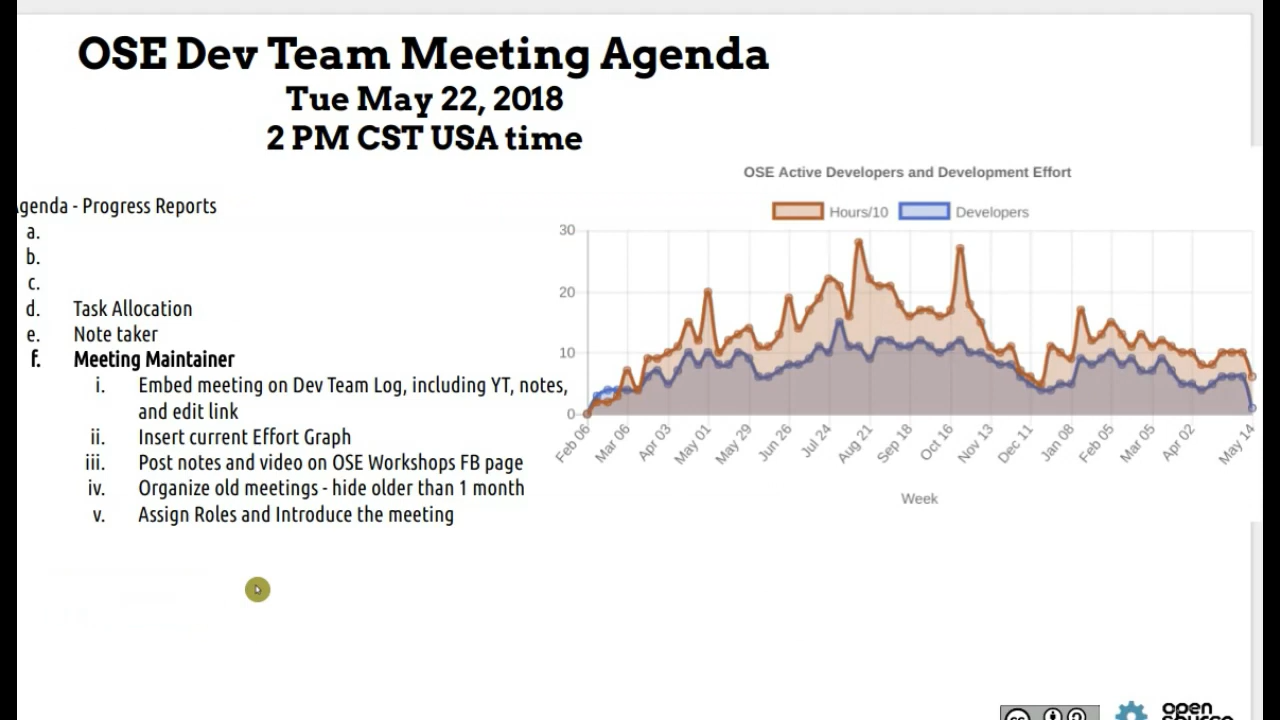 OSE Dev Team Meeting Agenda
Tue May 22, 2018
2 PM CST USA time
genda - Progress Reports
a.
b.
c.
d. Task Allocation
e. Note taker
f. Meeting Maintainer
i. Embed meeting on Dev Team Log, including YT, notes,
and edit link
ii. Insert current Effort Graph
iii. Post notes and video on OSE Workshops FB page
iv. Organize old meetings - hide older than 1 month
v. Assign Roles and Introduce the meeting
OSE Active Developers and Development Effort
Hours/10 Developers
30
20
10
0
Feb 06 Mar 06 Apr 03 May 01 May 29 Jun 26 Jul 24 Aug 21 Sep 18 Oct 16 Nov 13 Dec 11 Jan 08 Feb 05 Mar 05 Apr 02 May 14
Week
cc
open
source